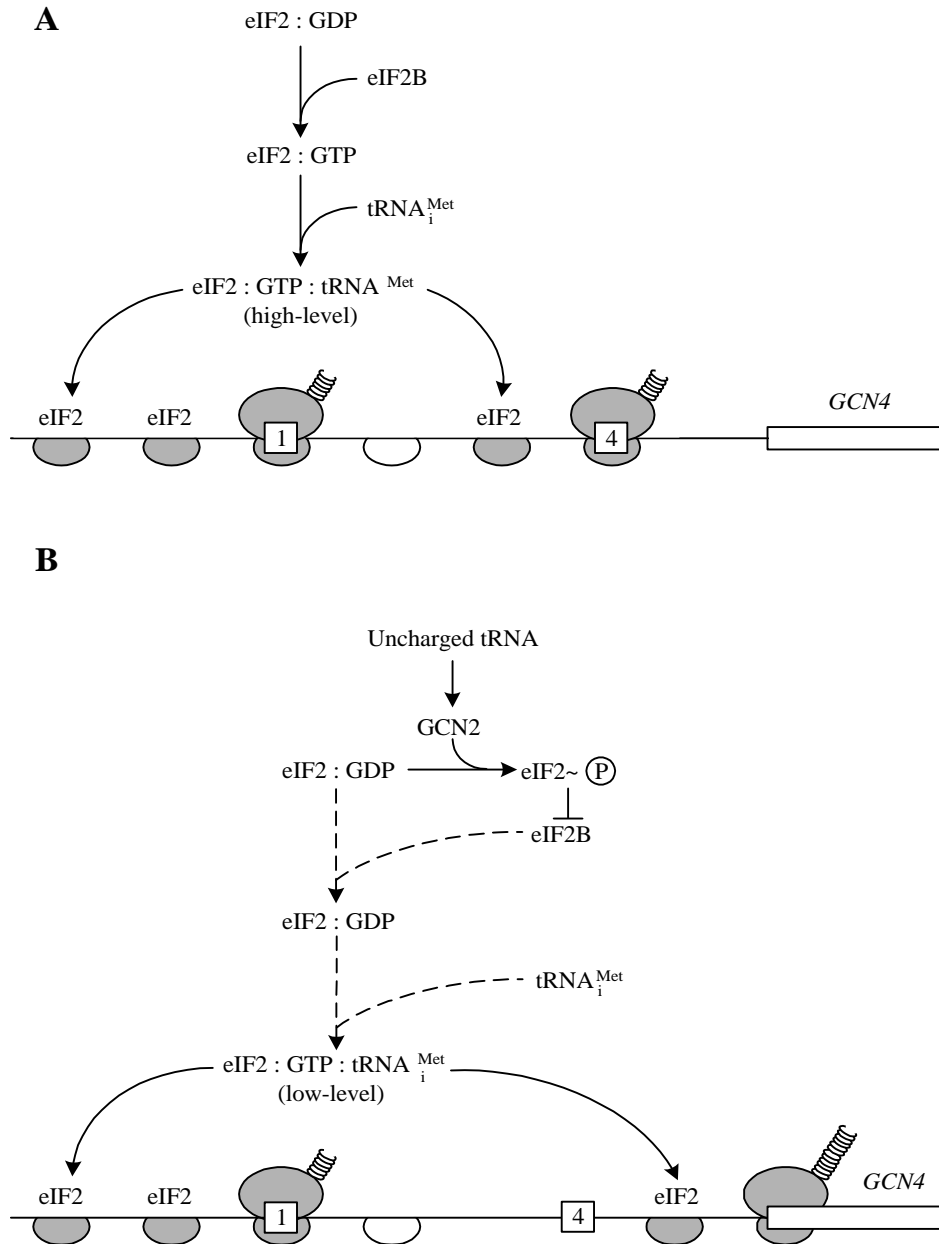 A
eIF2 : GDP
eIF2B
eIF2 : GTP
tRNA i Met
eIF2 : GTP : tRNA Met
(high-level)
eIF2 eIF2 eIF2 GCN4
1 4
B
Uncharged tRNA
GCN2
eIF2 : GDP eIF2~ P
eIF2B
eIF2 : GDP
tRNA i Met
eIF2 : GTP : tRNA i Met
(low-level)
eIF2 eIF2 eIF2 GCN4
1 4